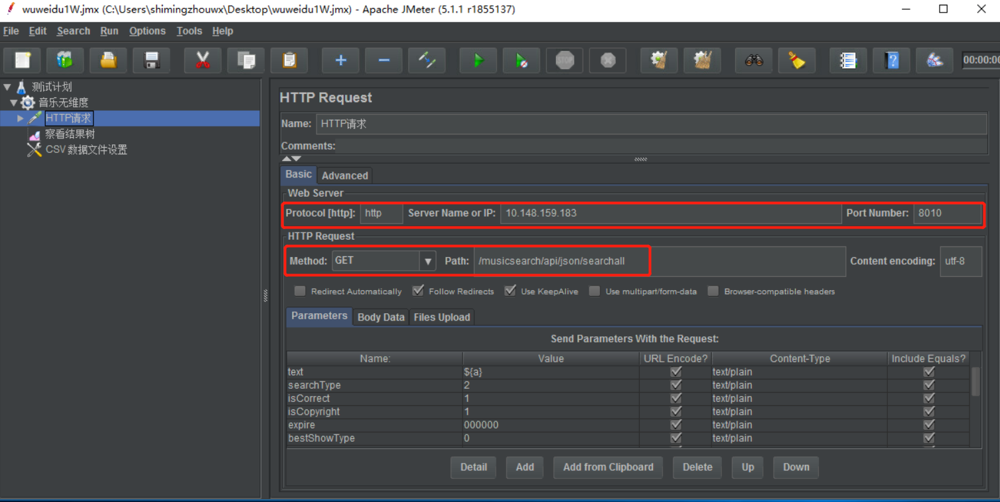 wuweidu1W.jmx (C:\Users\shimingzhouwx\Desktop\wuweidu1W.jmx) - Apache JMeter (5.1.1 r1855137)
File Edit Search Run Options Tools Help
STOP
00:00:00
测试计划
音乐无维度
HTTP请求
察看结果树
CSV 数据文件设置
HTTP Request
Name: HTTP请求
Comments:
Basic Advanced
Web Server
Protocol [http]: http Server Name or IP: 10.148.159.183 Port Number: 8010
HTTP Request
Method: GET Path: /musicsearch/api/json/searchall Content encoding: utf-8
Redirect Automatically Follow Redirects Use KeepAlive Use multipart/form-data Browser-compatible headers
Parameters Body Data Files Upload
Send Parameters With the Request:
Name: Value URL Encode? Content-Type Include Equals?
text ${a} text/plain
searchType 2 text/plain
isCorrect 1 text/plain
isCopyright 1 text/plain
expire 000000 text/plain
bestShowType 0 text/plain
Detail Add Add from Clipboard Delete Up Down